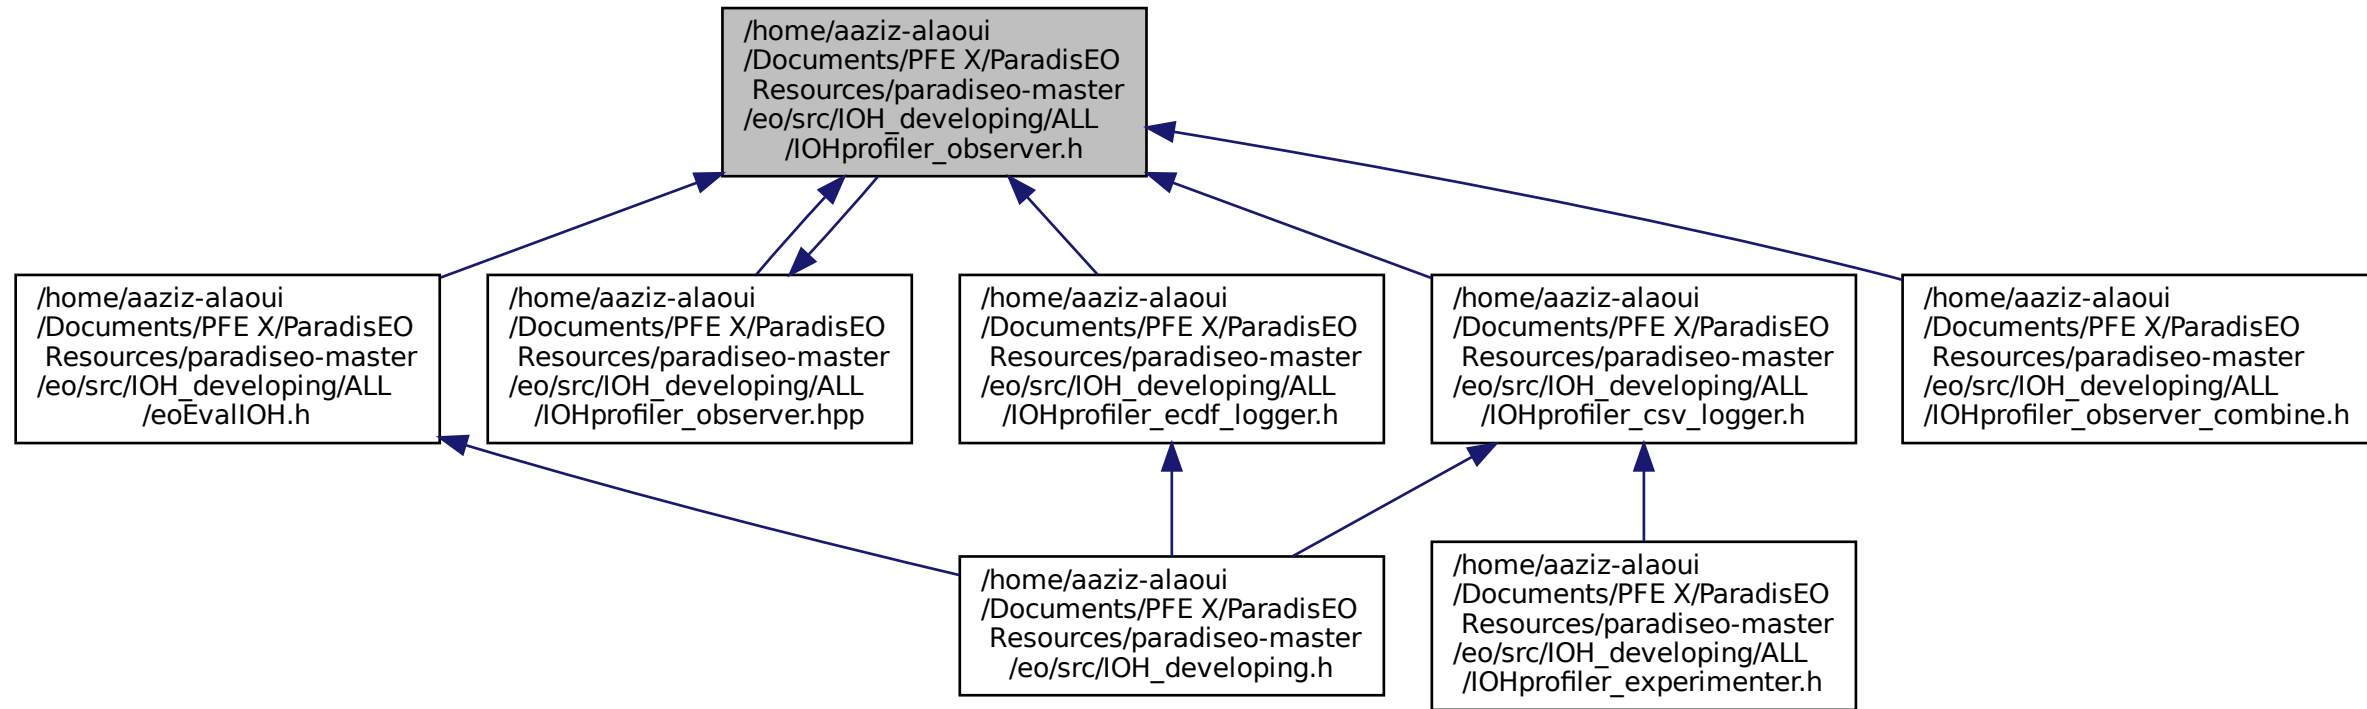 /home/aaziz-alaoui
/Documents/PFE X/ParadisEO
Resources/paradiseo-master
/eo/src/IOH_developing/ALL
/IOHprofiler_observer.h
/home/aaziz-alaoui
/Documents/PFE X/ParadisEO
Resources/paradiseo-master
/eo/src/IOH_developing/ALL
/eoEvalIOH.h
/home/aaziz-alaoui
/Documents/PFE X/ParadisEO
Resources/paradiseo-master
/eo/src/IOH_developing/ALL
/IOHprofiler_observer.hpp
/home/aaziz-alaoui
/Documents/PFE X/ParadisEO
Resources/paradiseo-master
/eo/src/IOH_developing/ALL
/IOHprofiler_ecdf_logger.h
/home/aaziz-alaoui
/Documents/PFE X/ParadisEO
Resources/paradiseo-master
/eo/src/IOH_developing/ALL
/IOHprofiler_csv_logger.h
/home/aaziz-alaoui
/Documents/PFE X/ParadisEO
Resources/paradiseo-master
/eo/src/IOH_developing/ALL
/IOHprofiler_observer_combine.h
/home/aaziz-alaoui
/Documents/PFE X/ParadisEO
Resources/paradiseo-master
/eo/src/IOH_developing.h
/home/aaziz-alaoui
/Documents/PFE X/ParadisEO
Resources/paradiseo-master
/eo/src/IOH_developing/ALL
/IOHprofiler_experimenter.h